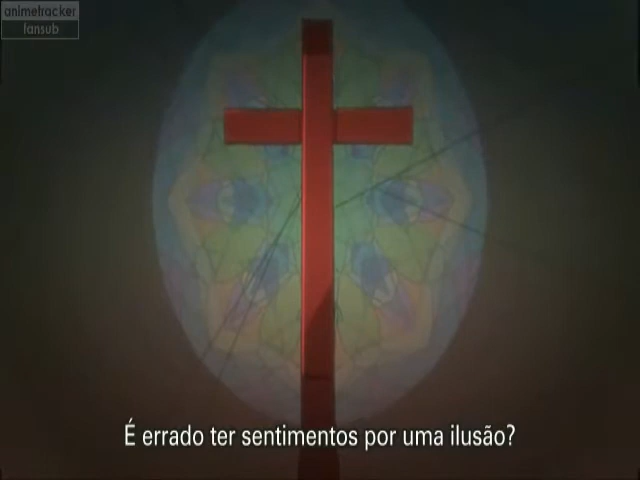 animetracker
fansub
É errado ter sentimentos por uma ilusão?